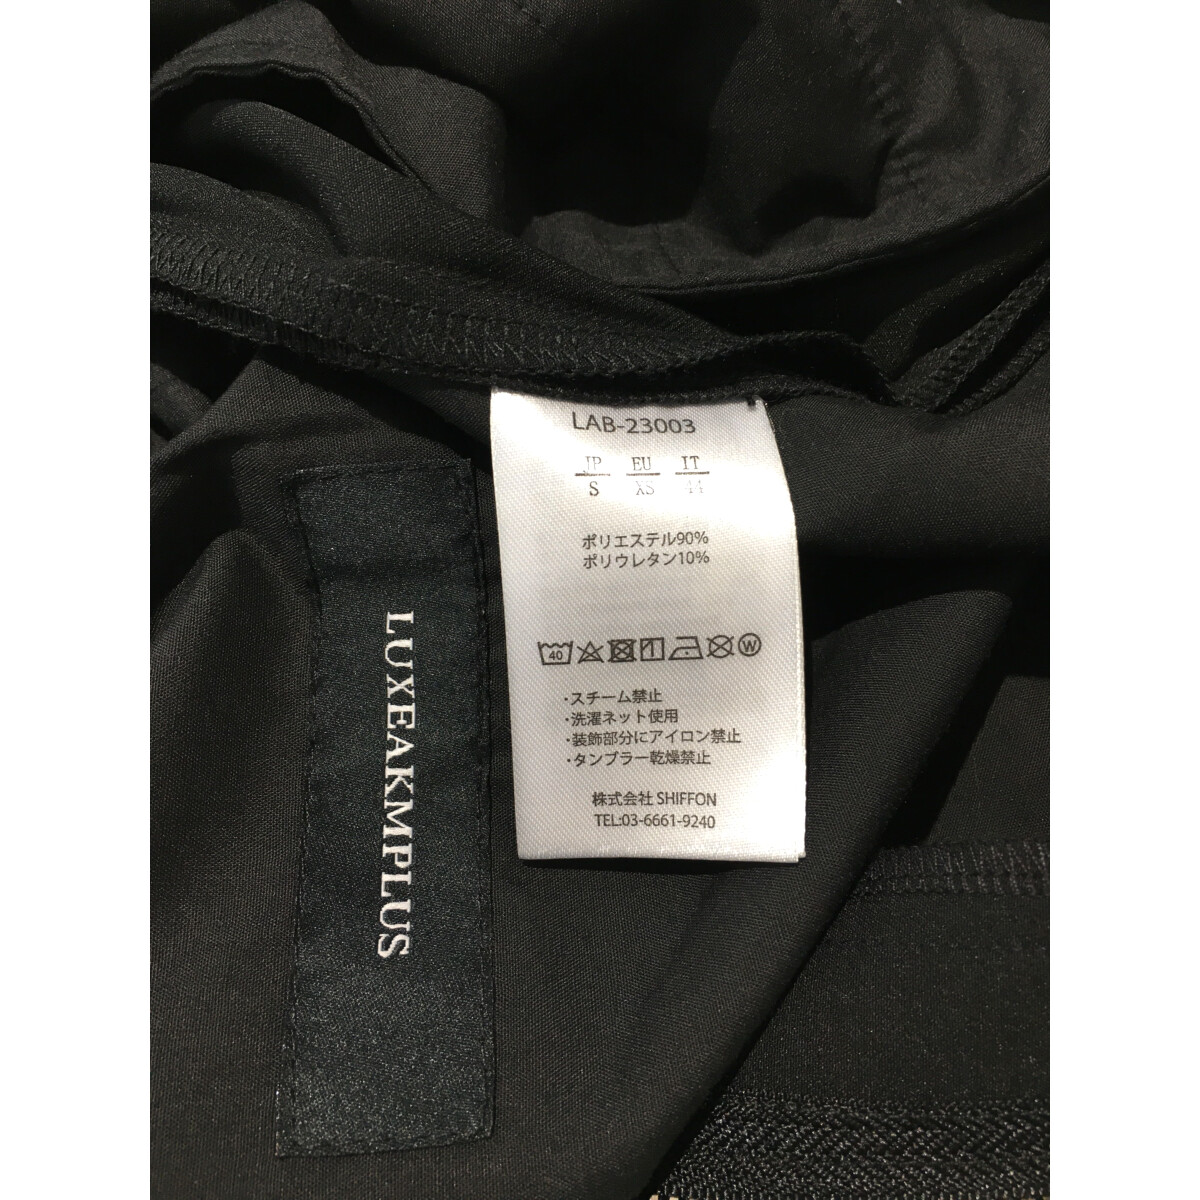 LAB-23003
JP EU IT
S XS 44
ポリエステル90%
ポリウレタン10%
40 W
・スチーム禁止
・洗濯ネット使用
・装飾部分にアイロン禁止
・タンブラー乾燥禁止
株式会社 SHIFFON
TEL:03-6661-9240
LUXEAKMPLUS